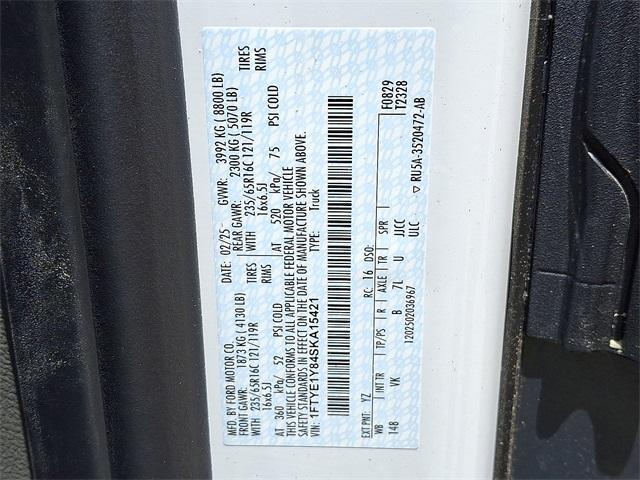 MFD. BY FORD MOTOR CO.
DATE: 02/25 GVWR: 3992 KG ( 8800 LB)
FRONT GAWR: 1873 KG ( 4130 LB) REAR GAWR: 2300 KG ( 5070 LB)
WITH 235/65R16C 121/119R TIRES WITH 235/65R16C 121/119R TIRES
16x6.5J RIMS 16x6.5J RIMS
AT 360 kPa/ 52 PSI COLD AT 520 kPa/ 75 PSI COLD
THIS VEHICLE CONFORMS TO ALL APPLICABLE FEDERAL MOTOR VEHICLE
SAFETY STANDARDS IN EFFECT ON THE DATE OF MANUFACTURE SHOWN ABOVE.
VIN: 1FTYE1Y84SKA15421 TYPE: Truck
F0829
T2328
EXT PNT: YZ RC: 16 DSO:
WB INT TR TP/PS R AXLE TR SPR
148 VK B 7L U JJCC
ULC
1202502036967 ▽ RU5A-3520472-AB